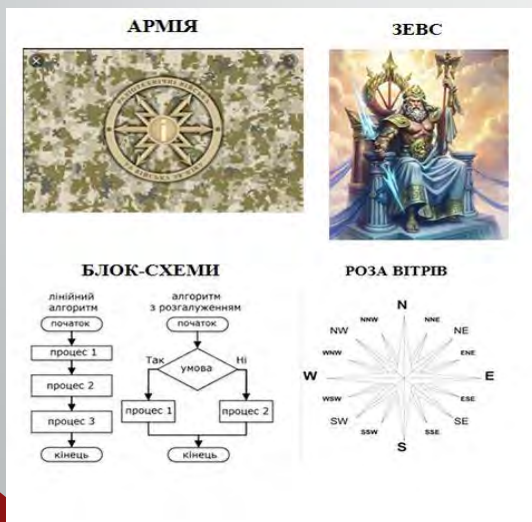 АРМІЯ
ЗЕВС
БЛОК-СХЕМИ
лінійний
алгоритм
початок
процес 1
процес 2
процес 3
кінець
алгоритм
з розгалуженням
початок
Так
умова
Ні
процес 1
процес 2
кінець
РОЗА ВІТРІВ
N
NNW
NNE
NW
NE
WNW
ENE
W
E
WSW
ESE
SW
SE
SSW
SSE
S